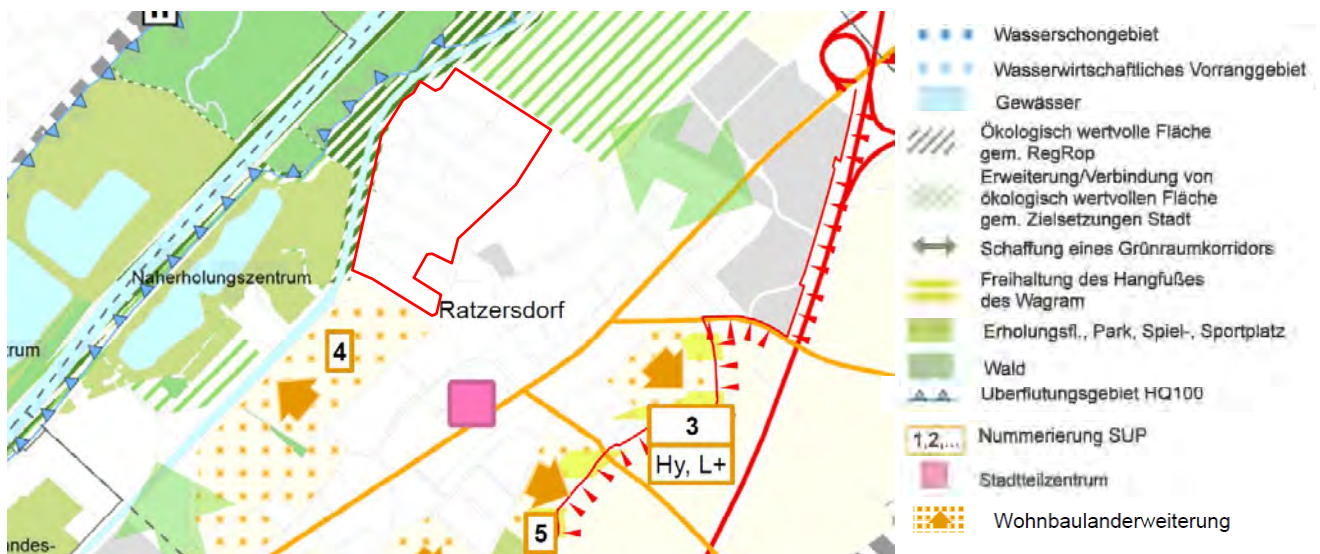 H
Naherholungszentrum
Ratzersdorf
trum
4
3
Hy, L+
5
ndes-
Wasserschongebiet
Wasserwirtschaftliches Vorranggebiet
Gewässer
Ökologisch wertvolle Fläche
gem. RegRop
Erweiterung/Verbindung von
ökologisch wertvollen Fläche
gem. Zielsetzungen Stadt
Schaffung eines Grünraumkorridors
Freihaltung des Hangfußes
des Wagram
Erholungsfl., Park, Spiel-, Sportplatz
Wald
Überflutungsgebiet HQ100
1,2,... Nummerierung SUP
Stadtteilzentrum
Wohnbaulanderweiterung